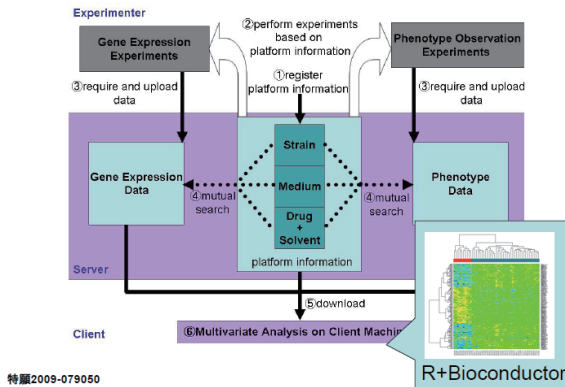 Experimenter
Gene Expression
Experiments
②perform experiments
based on
platform information
Phenotype Observation
Experiments
①register
platform information
③require and upload
data
③require and upload
data
Strain
Medium
Drug
+
Solvent
Gene Expression
Data
Phenotype
Data
④mutual
search
④mutual
search
platform information
Server
⑤download
Client
⑥Multivariate Analysis on Client Machin
R+Bioconductor
特願2009-079050